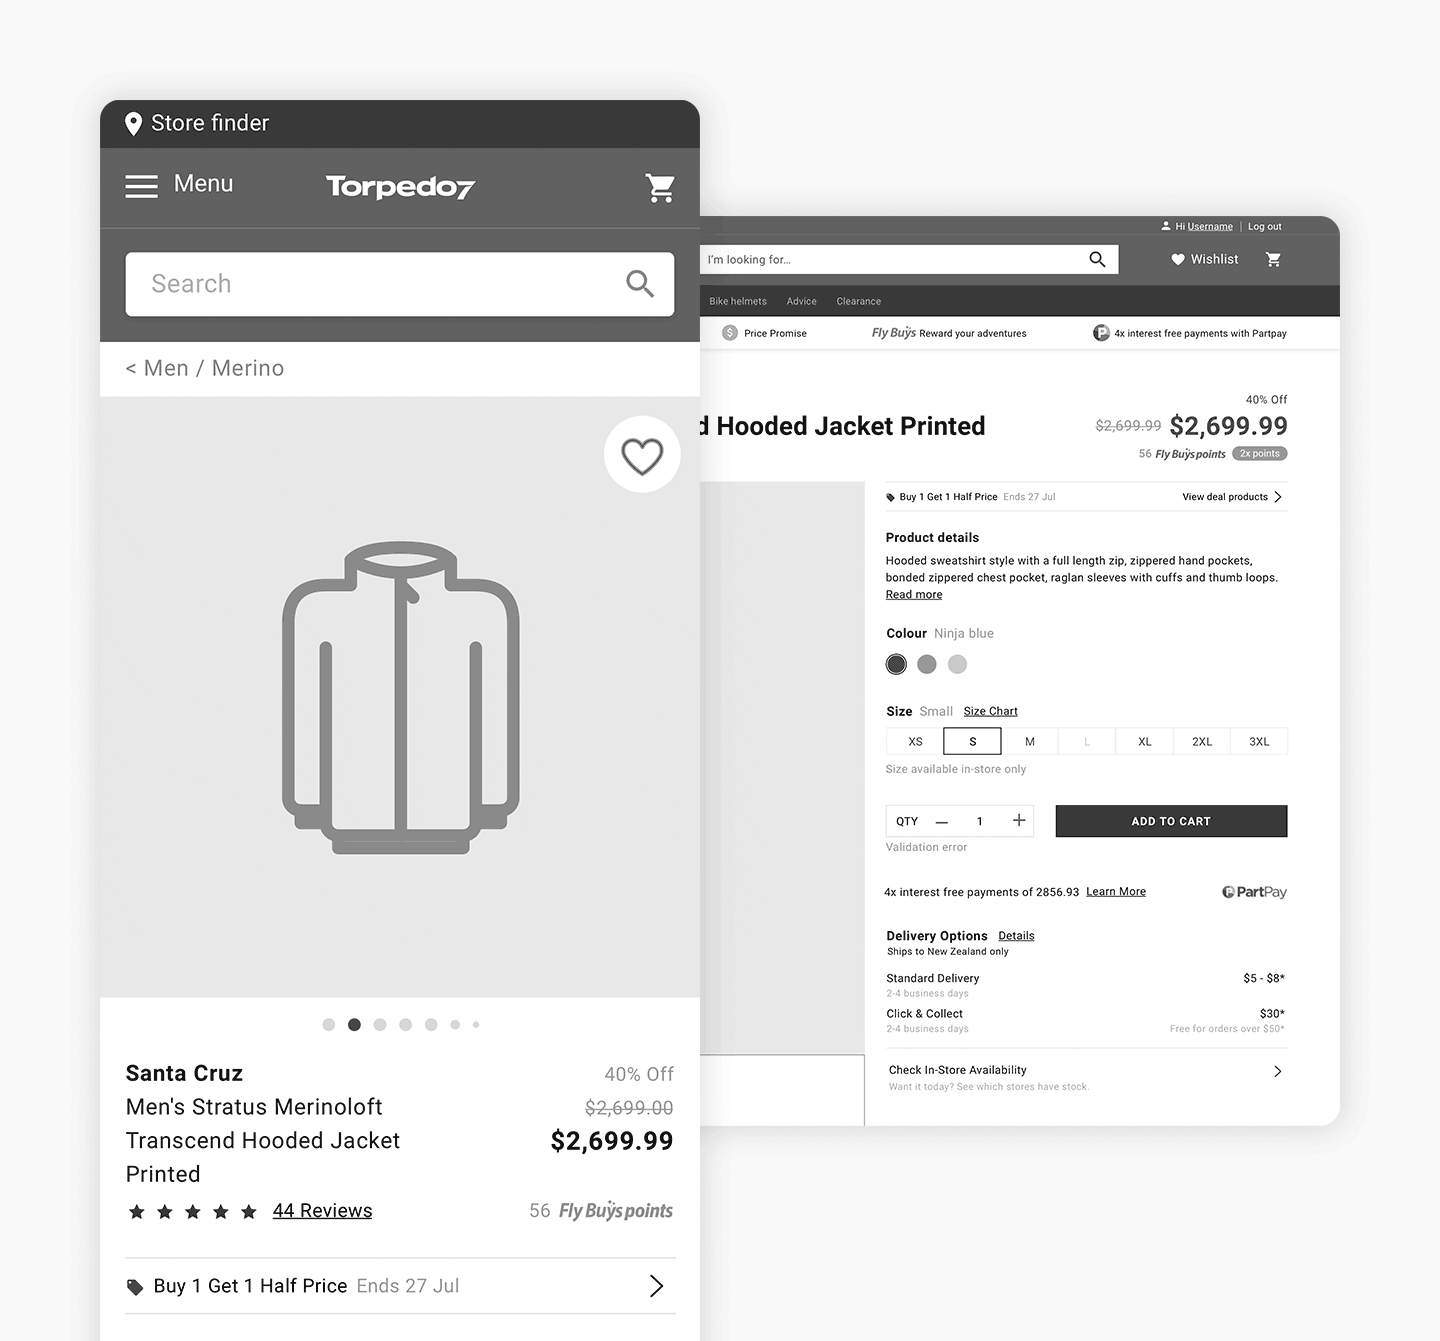 Store finder
Menu
Torpedo7
Search
< Men / Merino
Santa Cruz
40% Off
Men's Stratus Merinoloft
$2,699.00
Transcend Hooded Jacket
$2,699.99
Printed
44 Reviews
56 Fly Buys points
Buy 1 Get 1 Half Price Ends 27 Jul
Hi Username | Log out
I'm looking for...
Wishlist
Bike helmets Advice Clearance
Price Promise
Fly Buys Reward your adventures
4x interest free payments with Partpay
40% Off
d Hooded Jacket Printed
$2,699.99 $2,699.99
56 Fly Buys points 2x points
Buy 1 Get 1 Half Price Ends 27 Jul
View deal products
Product details
Hooded sweatshirt style with a full length zip, zippered hand pockets,
bonded zippered chest pocket, raglan sleeves with cuffs and thumb loops.
Read more
Colour Ninja blue
Size Small Size Chart
XS S M L XL 2XL 3XL
Size available in-store only
QTY — 1 +
ADD TO CART
Validation error
4x interest free payments of 2856.93 Learn More
PartPay
Delivery Options Details
Ships to New Zealand only
Standard Delivery
$5 - $8*
2-4 business days
Click & Collect
$30*
2-4 business days
Free for orders over $50*
Check In-Store Availability
Want it today? See which stores have stock.